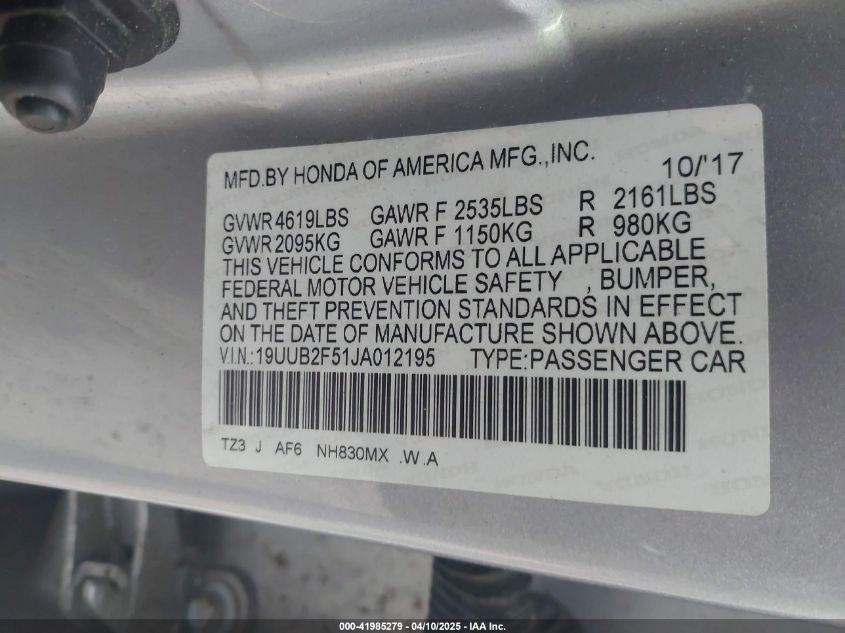 MFD.BY HONDA OF AMERICA MFG.,INC. 10/'17
GVWR 4619LBS GAWR F 2535LBS R 2161LBS
GVWR 2095KG GAWR F 1150KG R 980KG
THIS VEHICLE CONFORMS TO ALL APPLICABLE
FEDERAL MOTOR VEHICLE SAFETY , BUMPER,
AND THEFT PREVENTION STANDARDS IN EFFECT
ON THE DATE OF MANUFACTURE SHOWN ABOVE.
V.I.N.:19UUB2F51JA012195 TYPE:PASSENGER CAR
TZ3 J AF6 NH830MX .W.A
000-41985279 - 04/10/2025 - IAA Inc.